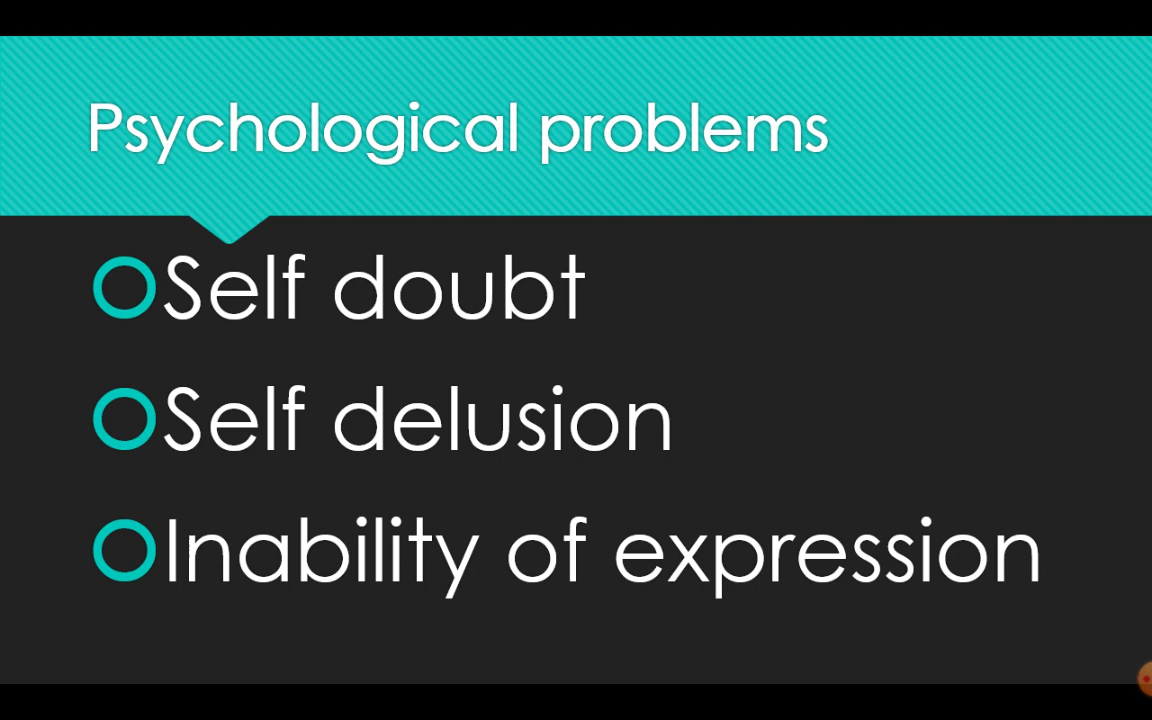 Psychological problems
Self doubt
Self delusion
Inability of expression